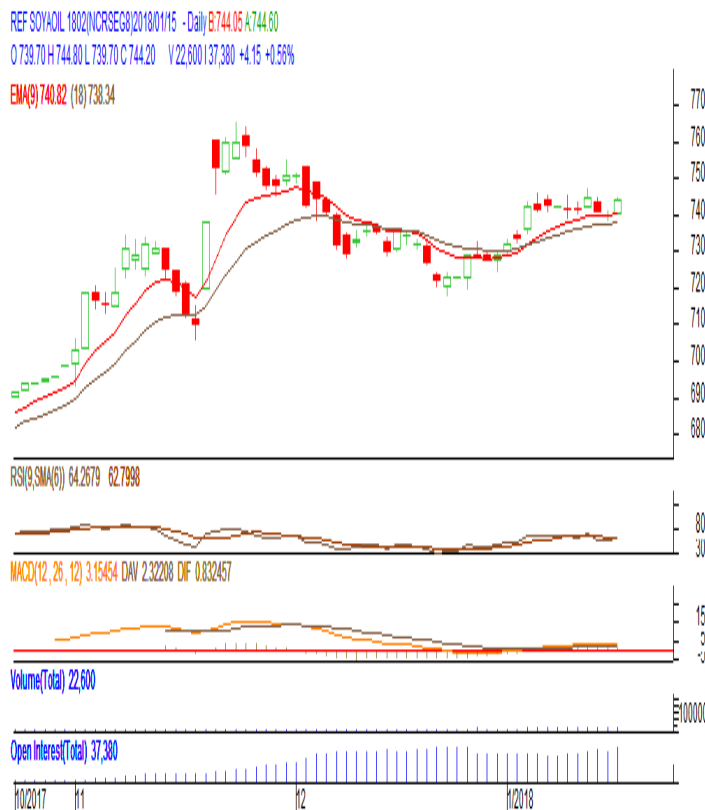 REF SOYAOIL 1802(NCRSEG8)2018/01/15 - Daily B:744.05 A:744.60
O 739.70 H 744.80 L 739.70 C 744.20 V 22,600 I 37,380 +4.15 +0.56%
EMA(9) 740.82 (18) 738.34
770
760
750
740
730
720
710
700
690
680
RSI(9,SMA(6)) 64.2679 62.7998
80
30
MACD(12 , 26 , 12) 3.15454 DAV 2.32208 DIF 0.832457
15
-3
Volume(Total) 22,600
100000
Open Interest(Total) 37,380
10/2017 11 12 1/2018